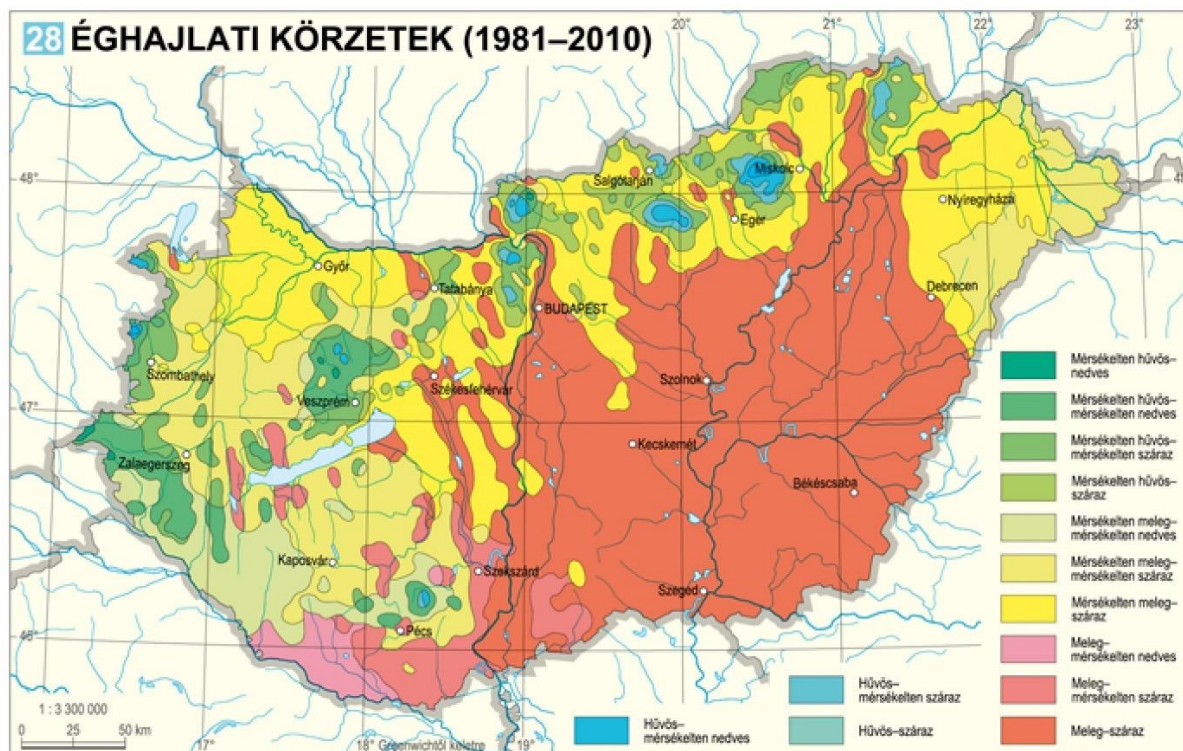 28 ÉGHAJLATI KÖRZETEK (1981–2010)
20°
21°
22°
23°
48°
48
Salgótarján
Miskolc
Eger
Nyíregyháza
Győr
Tatabánya
BUDAPEST
Debrecen
Szombathely
Veszprém
Székesfehérvár
Szolnok
47°
Zalaegerszeg
Kecskemét
Békéscsaba
Kaposvár
Szekszárd
Szeged
46°
Pécs
Mérsékelten hűvös–
nedves
Mérsékelten hűvös–
mérsékelten nedves
Mérsékelten hűvös–
mérsékelten száraz
Mérsékelten hűvös–
száraz
Mérsékelten meleg–
mérsékelten nedves
Mérsékelten meleg–
mérsékelten száraz
Mérsékelten meleg–
száraz
Meleg–
mérsékelten nedves
Meleg–
mérsékelten száraz
Meleg–száraz
Hűvös–
mérsékelten száraz
Hűvös–száraz
Hűvös–
mérsékelten nedves
1 : 3 300 000
0 25 50 km
17°
18° Greenwichtől keletre 19°